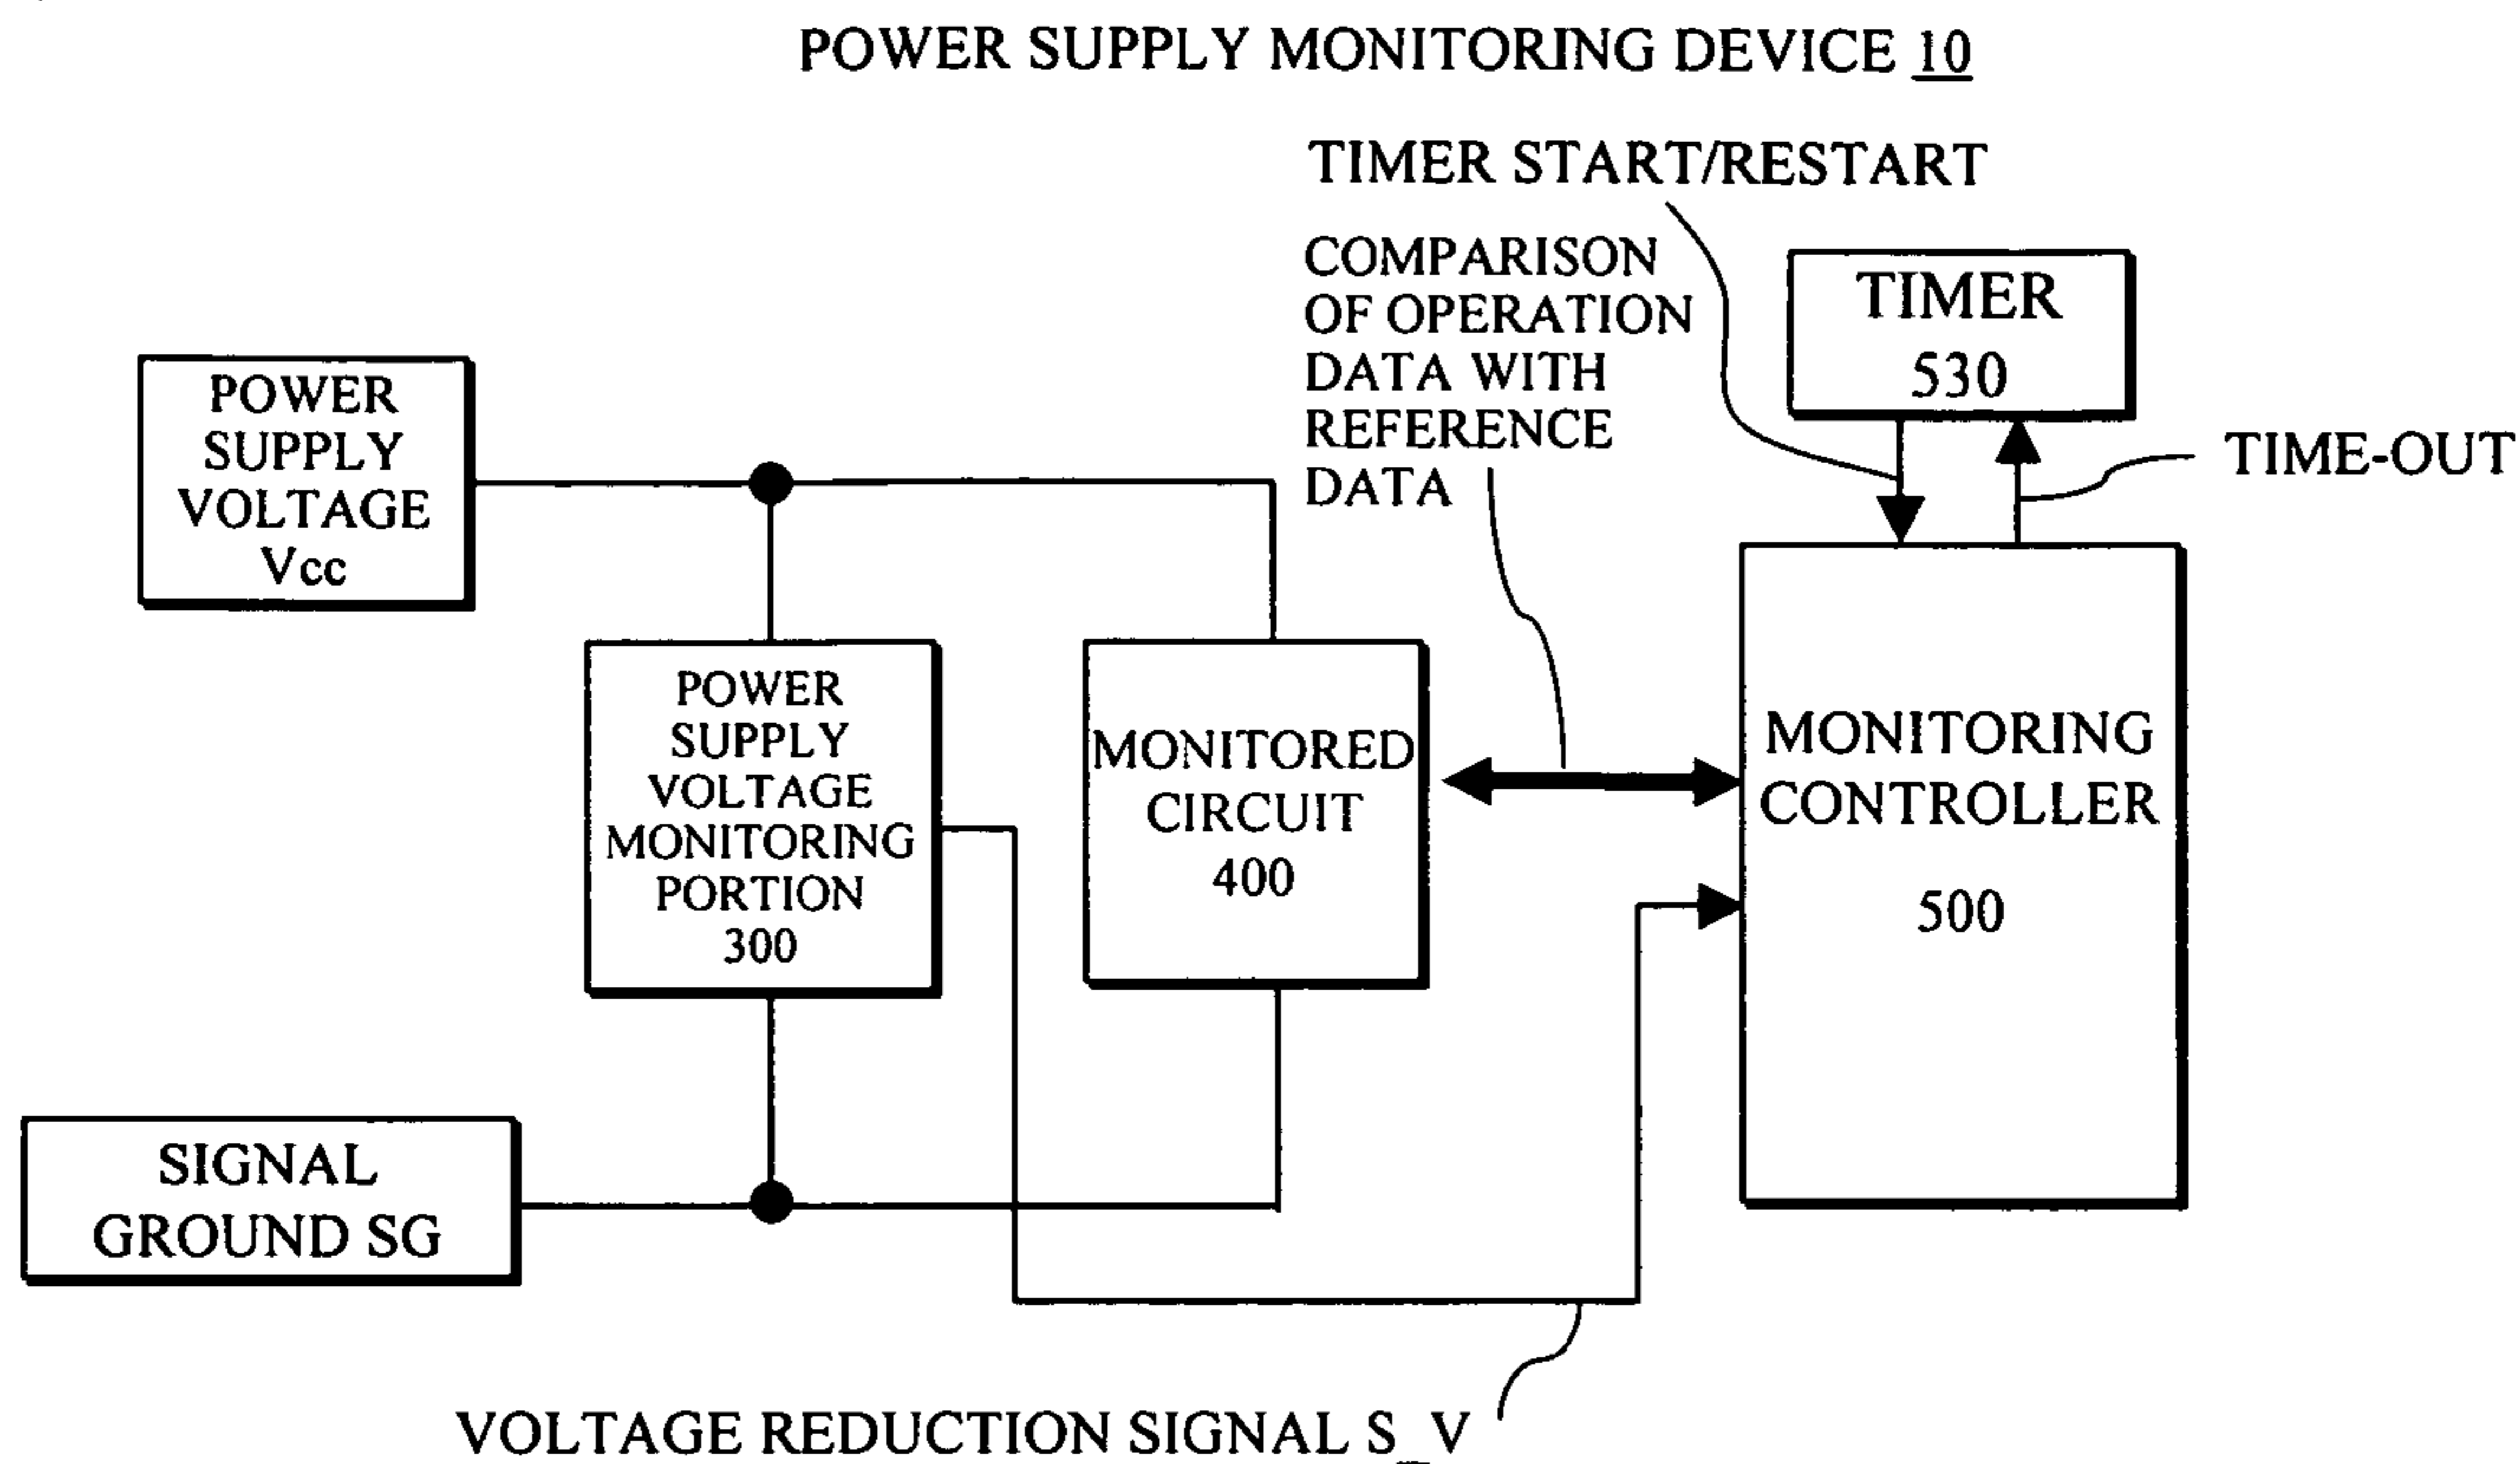 POWER SUPPLY MONITORING DEVICE 10
TIMER START/RESTART
COMPARISON
OF OPERATION
DATA WITH
REFERENCE
DATA
TIMER
530
TIME-OUT
POWER
SUPPLY
VOLTAGE
Vcc
POWER
SUPPLY
VOLTAGE
MONITORING
PORTION
300
MONITORED
CIRCUIT
400
MONITORING
CONTROLLER
500
SIGNAL
GROUND SG
VOLTAGE REDUCTION SIGNAL S_V